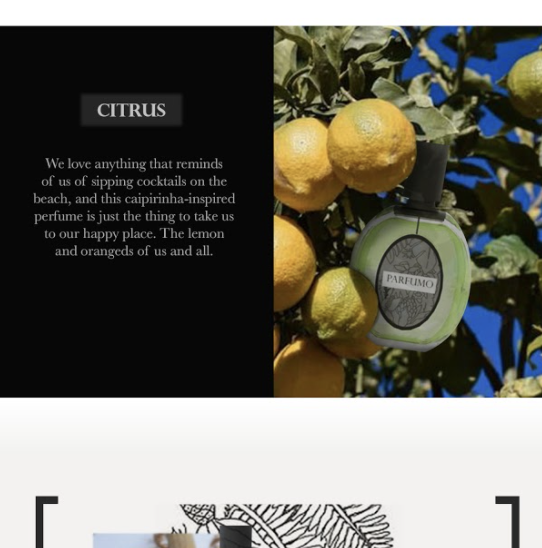 CITRUS
We love anything that reminds
of us of sipping cocktails on the
beach, and this caipirinha-inspired
perfume is just the thing to take us
to our happy place. The lemon
and orangeds of us and all.
PARFUMO